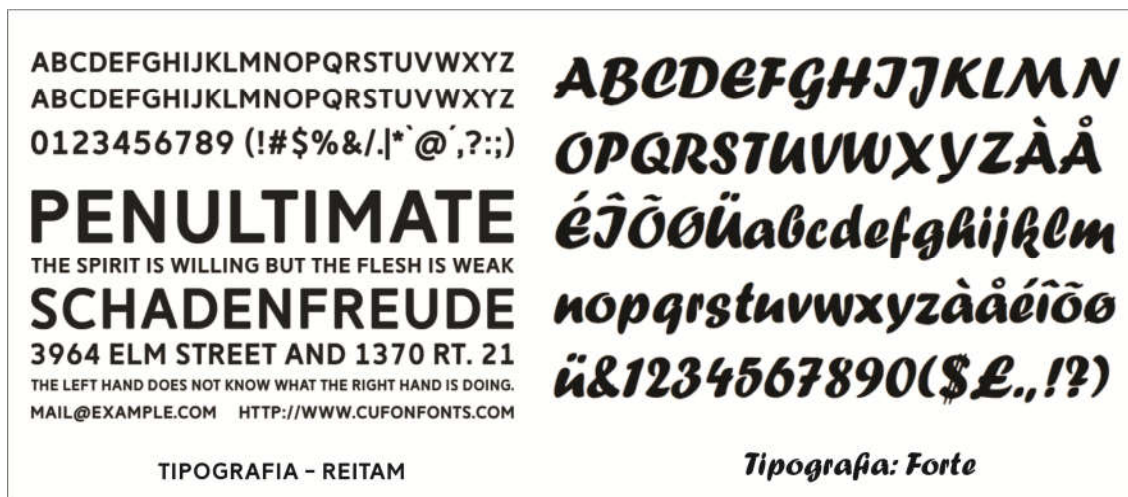 ABCDEFGHIJKLMNOPQRSTUVWXYZ
ABCDEFGHIJKLMNOPQRSTUVWXYZ
0123456789 (!#$%&/.|*`@´,?:;)
PENULTIMATE
THE SPIRIT IS WILLING BUT THE FLESH IS WEAK
SCHADENFREUDE
3964 ELM STREET AND 1370 RT. 21
THE LEFT HAND DOES NOT KNOW WHAT THE RIGHT HAND IS DOING.
MAIL@EXAMPLE.COM HTTP://WWW.CUFONFONTS.COM
TIPOGRAFIA - REITAM
ABCDEFGHIJKLMN
OPQRSTUVWXYZÀÅ
ÉÎÕØÜabcdefghijklm
nopqrstuvwxyzàåéîõø
ü&1234567890($£.,!?)
Tipografia: Forte